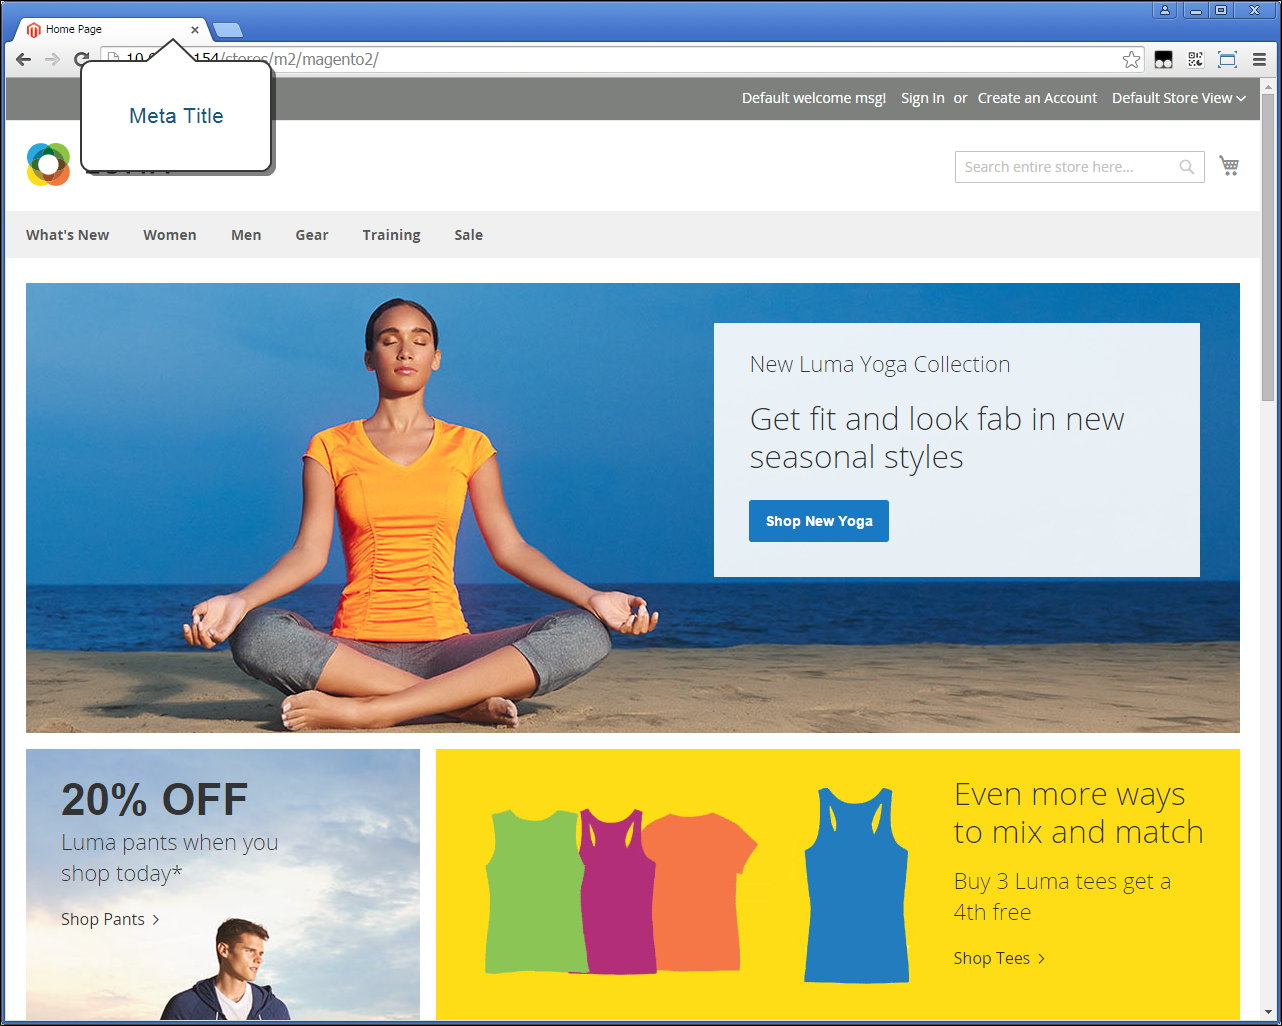 Home Page
154/stores/m2/magento2/
Meta Title
Default welcome msg! Sign In or Create an Account Default Store View
Search entire store here...
What's New Women Men Gear Training Sale
New Luma Yoga Collection
Get fit and look fab in new
seasonal styles
Shop New Yoga
20% OFF
Luma pants when you
shop today*
Shop Pants >
Even more ways
to mix and match
Buy 3 Luma tees get a
4th free
Shop Tees >